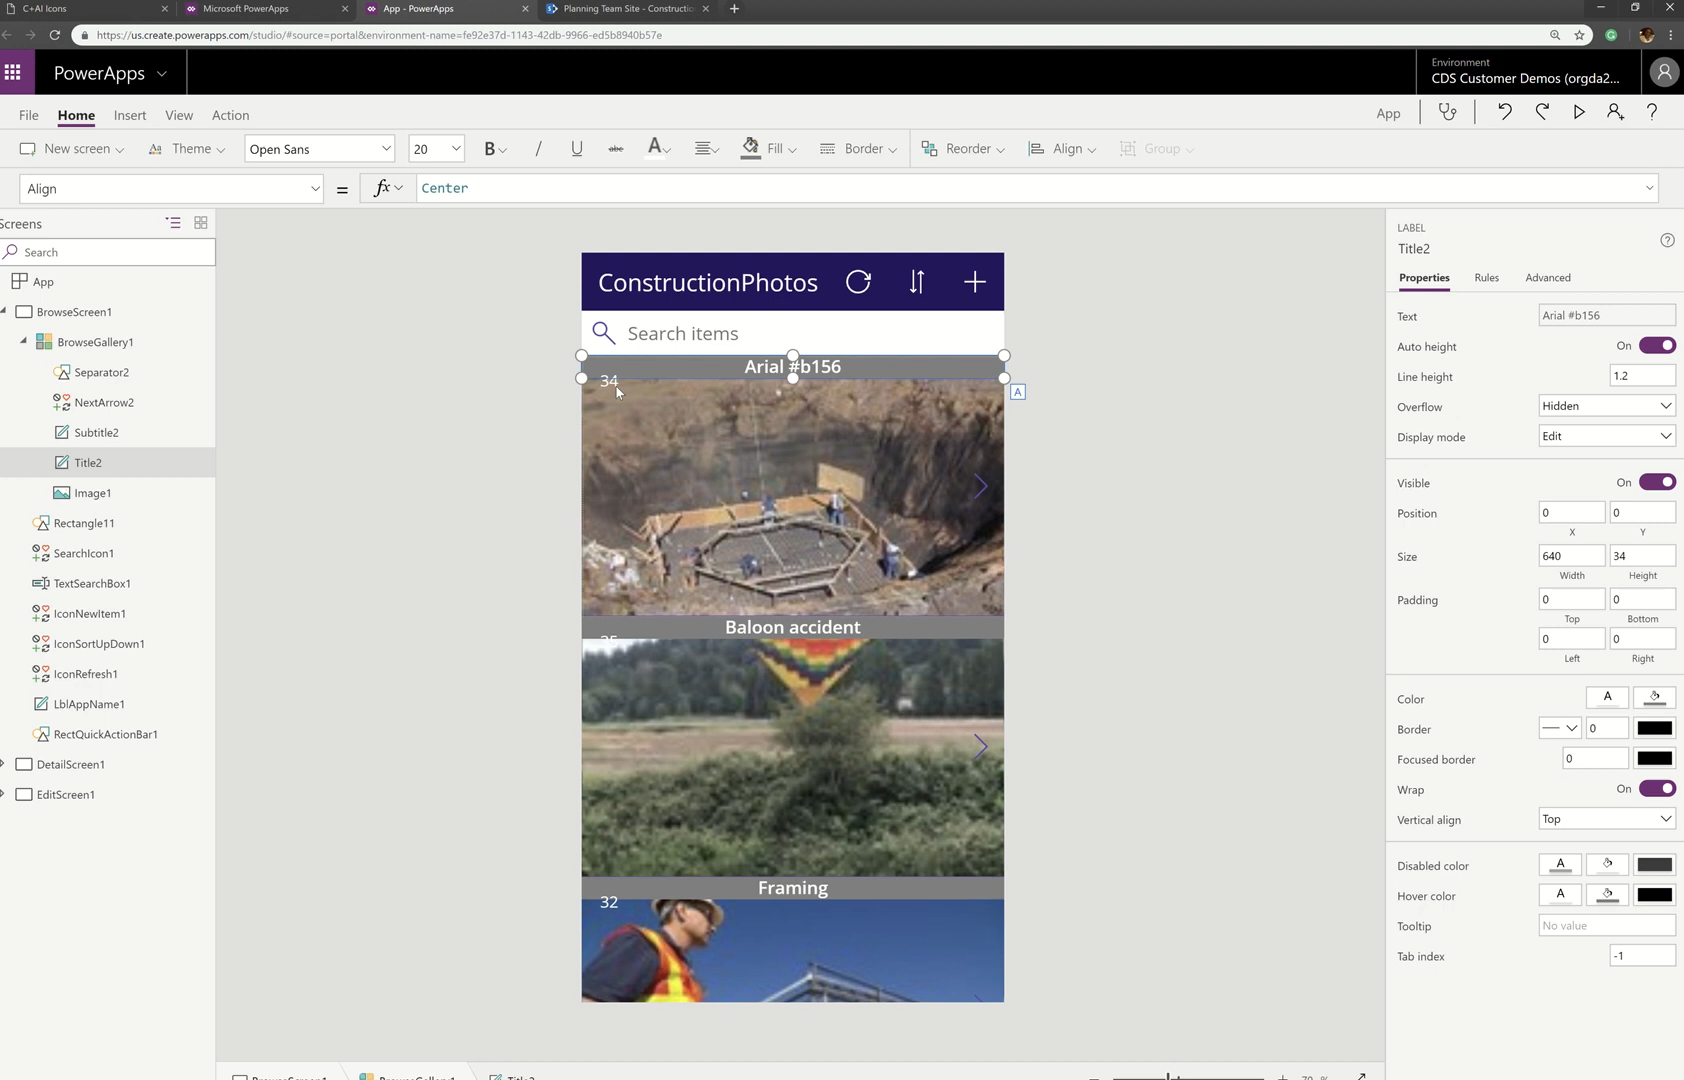 C+AI Icons
Microsoft PowerApps
App - PowerApps
Planning Team Site - Constructio
https://us.create.powerapps.com/studio/#source=portal&environment-name=fe92e37d-1143-42db-9966-ed5b8940b57e
PowerApps
Environment
CDS Customer Demos (orgda2...
File Home Insert View Action
App
New screen
Theme
Open Sans
20
B
/
U
abc
A
Fill
Border
Reorder
Align
Group
Align
=
fx
Center
Screens
Search
App
BrowseScreen1
BrowseGallery1
Separator2
NextArrow2
Subtitle2
Title2
Image1
Rectangle11
SearchIcon1
TextSearchBox1
IconNewItem1
IconSortUpDown1
IconRefresh1
LblAppName1
RectQuickActionBar1
DetailScreen1
EditScreen1
ConstructionPhotos
Search items
Arial #b156
34
A
Baloon accident
Framing
32
LABEL
Title2
Properties Rules Advanced
Text Arial #b156
Auto height On
Line height 1.2
Overflow Hidden
Display mode Edit
Visible On
Position 0 0
X Y
Size 640 34
Width Height
Padding 0 0
Top Bottom
0 0
Left Right
Color A
Border 0
Focused border 0
Wrap On
Vertical align Top
Disabled color A
Hover color A
Tooltip No value
Tab index -1